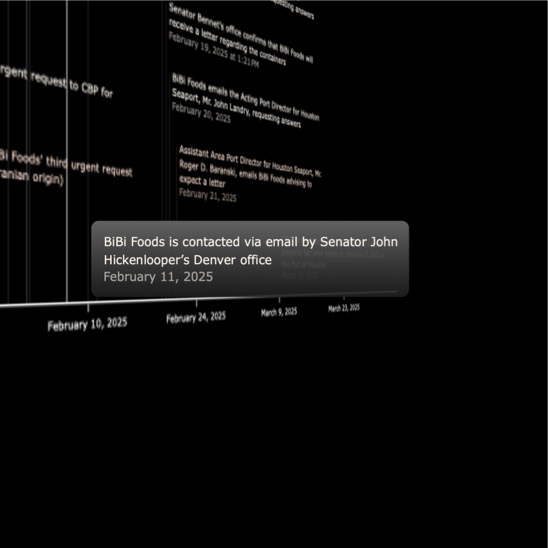 requesting answers
Senator Bennet's office confirms that BiBi Foods will
receive a letter regarding the containers
February 19, 2025 at 1:21PM
urgent request to CBP for
BiBi Foods emails the Acting Port Director for Houston
Seaport, Mr. John Landry, requesting answers
February 20, 2025
BiBi Foods' third urgent request
Iranian origin)
Assistant Area Port Director for Houston Seaport, Mr.
Roger D. Baranski, emails BiBi Foods advising to
expect a letter
February 21, 2025
BiBi Foods is contacted via email by Senator John
Hickenlooper's Denver office
February 11, 2025
February 10, 2025
February 24, 2025
March 9, 2025
March 23, 2025